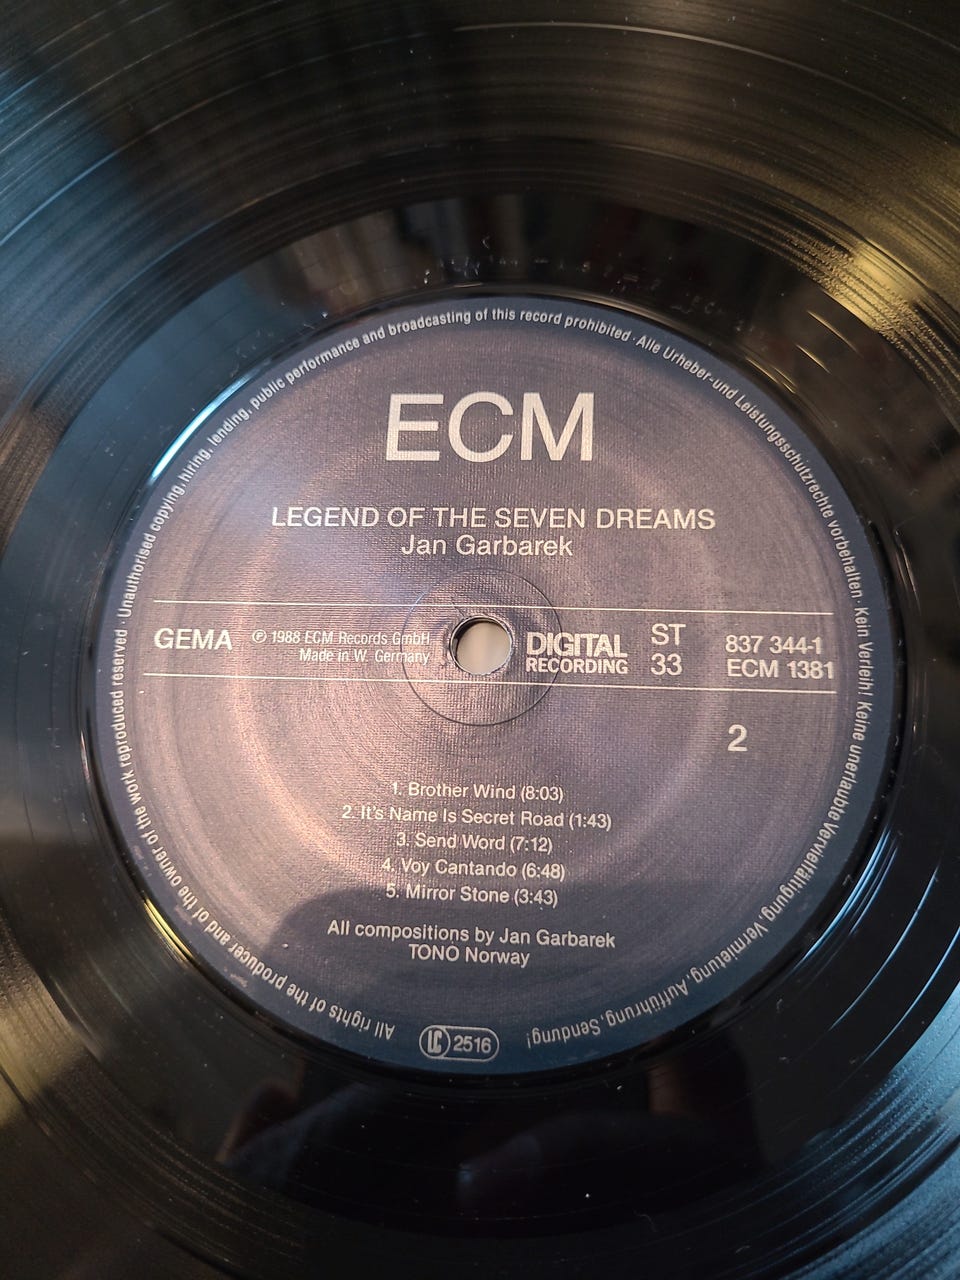 ECM
LEGEND OF THE SEVEN DREAMS
Jan Garbarek
GEMA
℗ 1988 ECM Records GmbH
Made in W. Germany
DIGITAL
RECORDING
ST
33
837 344-1
ECM 1381
2
1. Brother Wind (8:03)
2. It's Name Is Secret Road (1:43)
3. Send Word (7:12)
4. Voy Cantando (6:48)
5. Mirror Stone (3:43)
All compositions by Jan Garbarek
TONO Norway
LC 2516
All rights of the producer and of the owner of the work reproduced reserved · Unauthorised copying, hiring, lending, public performance and broadcasting of this record prohibited · Alle Urheber- und Leistungsschutzrechte vorbehalten · Kein Verleih! Keine unerlaubte Vervielfältigung, Vermietung, Aufführung, Sendung!